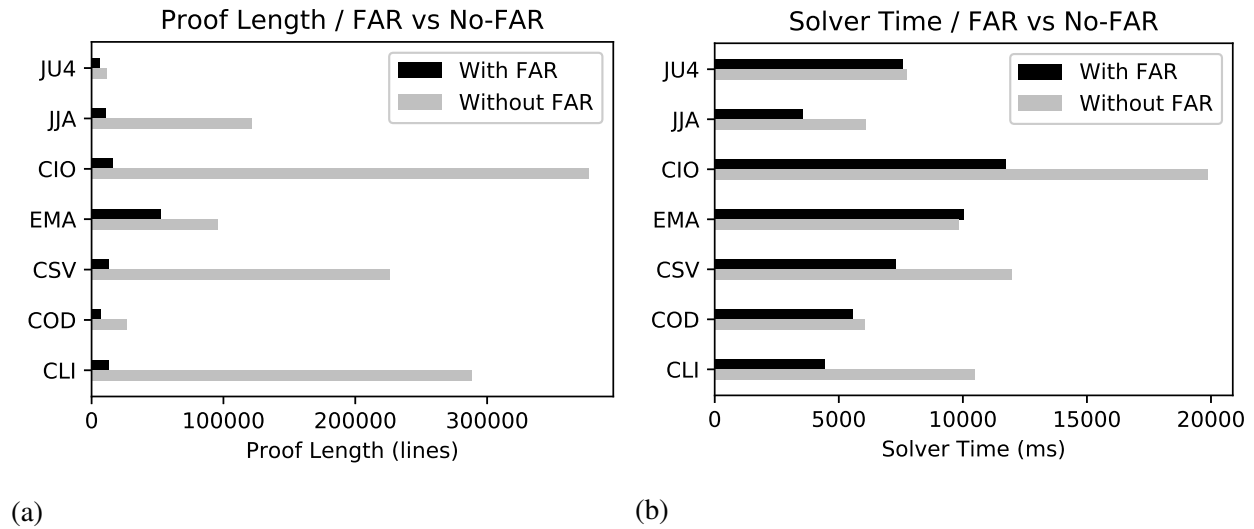 Proof Length / FAR vs No-FAR
With FAR
Without FAR
JU4
JJA
CIO
EMA
CSV
COD
CLI
0 100000 200000 300000
Proof Length (lines)
(a)
Solver Time / FAR vs No-FAR
With FAR
Without FAR
JU4
JJA
CIO
EMA
CSV
COD
CLI
0 5000 10000 15000 20000
Solver Time (ms)
(b)